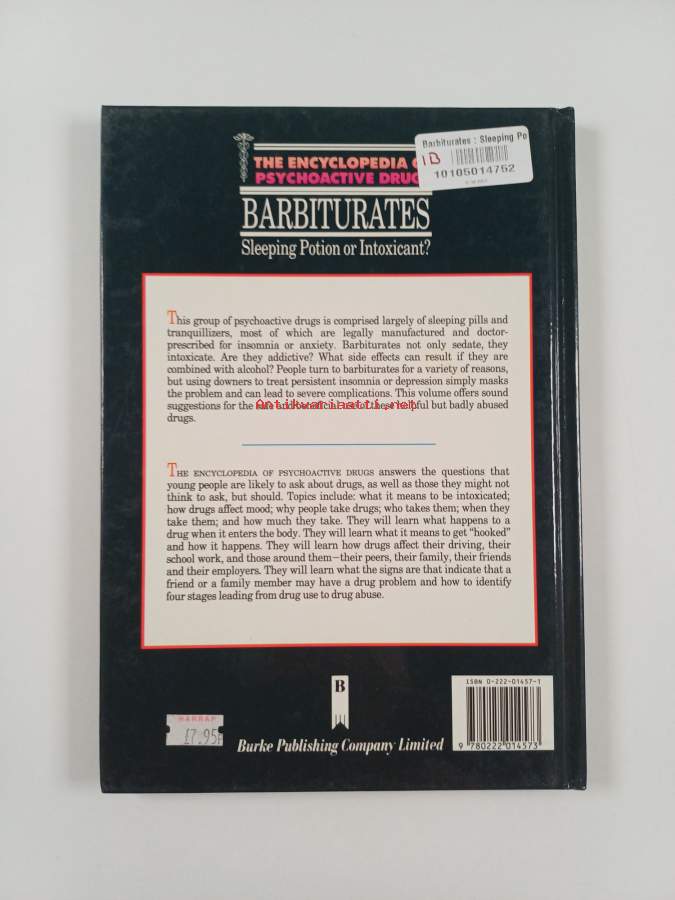 THE ENCYCLOPEDIA O
PSYCHOACTIVE DRUG
Barbiturates : Sleeping Po
1B
10105014752
BARBITURATES
Sleeping Potion or Intoxicant?
This group of psychoactive drugs is comprised largely of sleeping pills and
tranquillizers, most of which are legally manufactured and doctor-
prescribed for insomnia or anxiety. Barbiturates not only sedate, they
intoxicate. Are they addictive? What side effects can result if they are
combined with alcohol? People turn to barbiturates for a variety of reasons,
but using downers to treat persistent insomnia or depression simply masks
the problem and can lead to severe complications. This volume offers sound
suggestions for the safe and beneficial use of these helpful but badly abused
drugs.
THE ENCYCLOPEDIA OF PSYCHOACTIVE DRUGS answers the questions that
young people are likely to ask about drugs, as well as those they might not
think to ask, but should. Topics include: what it means to be intoxicated;
how drugs affect mood; why people take drugs; who takes them; when they
take them; and how much they take. They will learn what happens to a
drug when it enters the body. They will learn what it means to get "hooked"
and how it happens. They will learn how drugs affect their driving, their
school work, and those around them—their peers, their family, their friends
and their employers. They will learn what the signs are that indicate that a
friend or a family member may have a drug problem and how to identify
four stages leading from drug use to drug abuse.
HARRAP
£7.95
B
Burke Publishing Company Limited
ISBN 0-222-01457-1
9 780222 014573